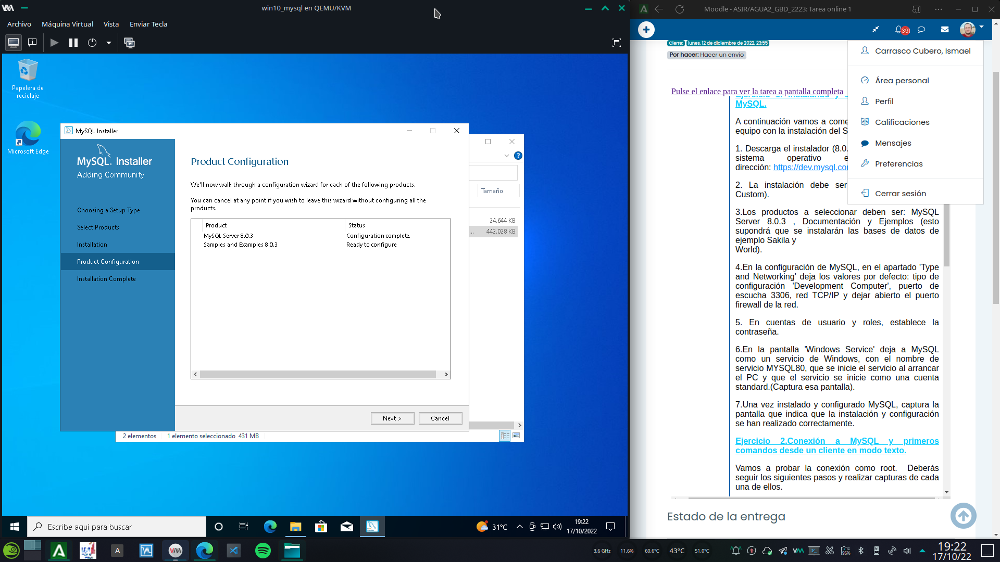 win10_mysql en QEMU/KVM
Archivo
Máquina Virtual
Vista
Enviar Tecla
Papelera de
reciclaje
Microsoft Edge
MySQL Installer
MySQL. Installer
Adding Community
Choosing a Setup Type
Select Products
Installation
Product Configuration
Installation Complete
Product Configuration
We'll now walk through a configuration wizard for each of the following products.
You can cancel at any point if you wish to leave this wizard without configuring all the
products.
Product Status
MySQL Server 8.0.3 Configuration complete.
Samples and Examples 8.0.3 Ready to configure
Next >
Cancel
Tamaño
24.644 KB
... 442.028 KB
2 elementos 1 elemento seleccionado 431 MB
Escribe aquí para buscar
31°C
19:22
17/10/2022
Moodle - ASIR/AGUA2_GBD_2223: Tarea online 1
391
Cierre: lunes, 12 de diciembre de 2022, 23:55
Por hacer: Hacer un envío
Carrasco Cubero, Ismael
Área personal
Perfil
Calificaciones
Mensajes
Preferencias
Cerrar sesión
Pulse el enlace para ver la tarea a pantalla completa
MySQL.
A continuación vamos a come
equipo con la instalación del S
1. Descarga el instalador (8.0.
sistema operativo e
dirección: https://dev.mysql.co
2. La instalación debe ser
Custom).
3.Los productos a seleccionar deben ser: MySQL
Server 8.0.3 , Documentación y Ejemplos (esto
supondrá que se instalarán las bases de datos de
ejemplo Sakila y
World).
4.En la configuración de MySQL, en el apartado 'Type
and Networking' deja los valores por defecto: tipo de
configuración 'Development Computer', puerto de
escucha 3306, red TCP/IP y dejar abierto el puerto
firewall de la red.
5. En cuentas de usuario y roles, establece la
contraseña.
6.En la pantalla 'Windows Service' deja a MySQL
como un servicio de Windows, con el nombre de
servicio MYSQL80, que se inicie el servicio al arrancar
el PC y que el servicio se inicie como una cuenta
standard.(Captura esa pantalla).
7.Una vez instalado y configurado MySQL, captura la
pantalla que indica que la instalación y configuración
se han realizado correctamente.
Ejercicio 2.Conexión a MySQL y primeros
comandos desde un cliente en modo texto.
Vamos a probar la conexión como root. Deberás
seguir los siguientes pasos y realizar capturas de cada
una de ellos.
Estado de la entrega
3,6 GHz
11,6%
60,6°C
43°C
51,0°C
96%
19:22
17/10/22